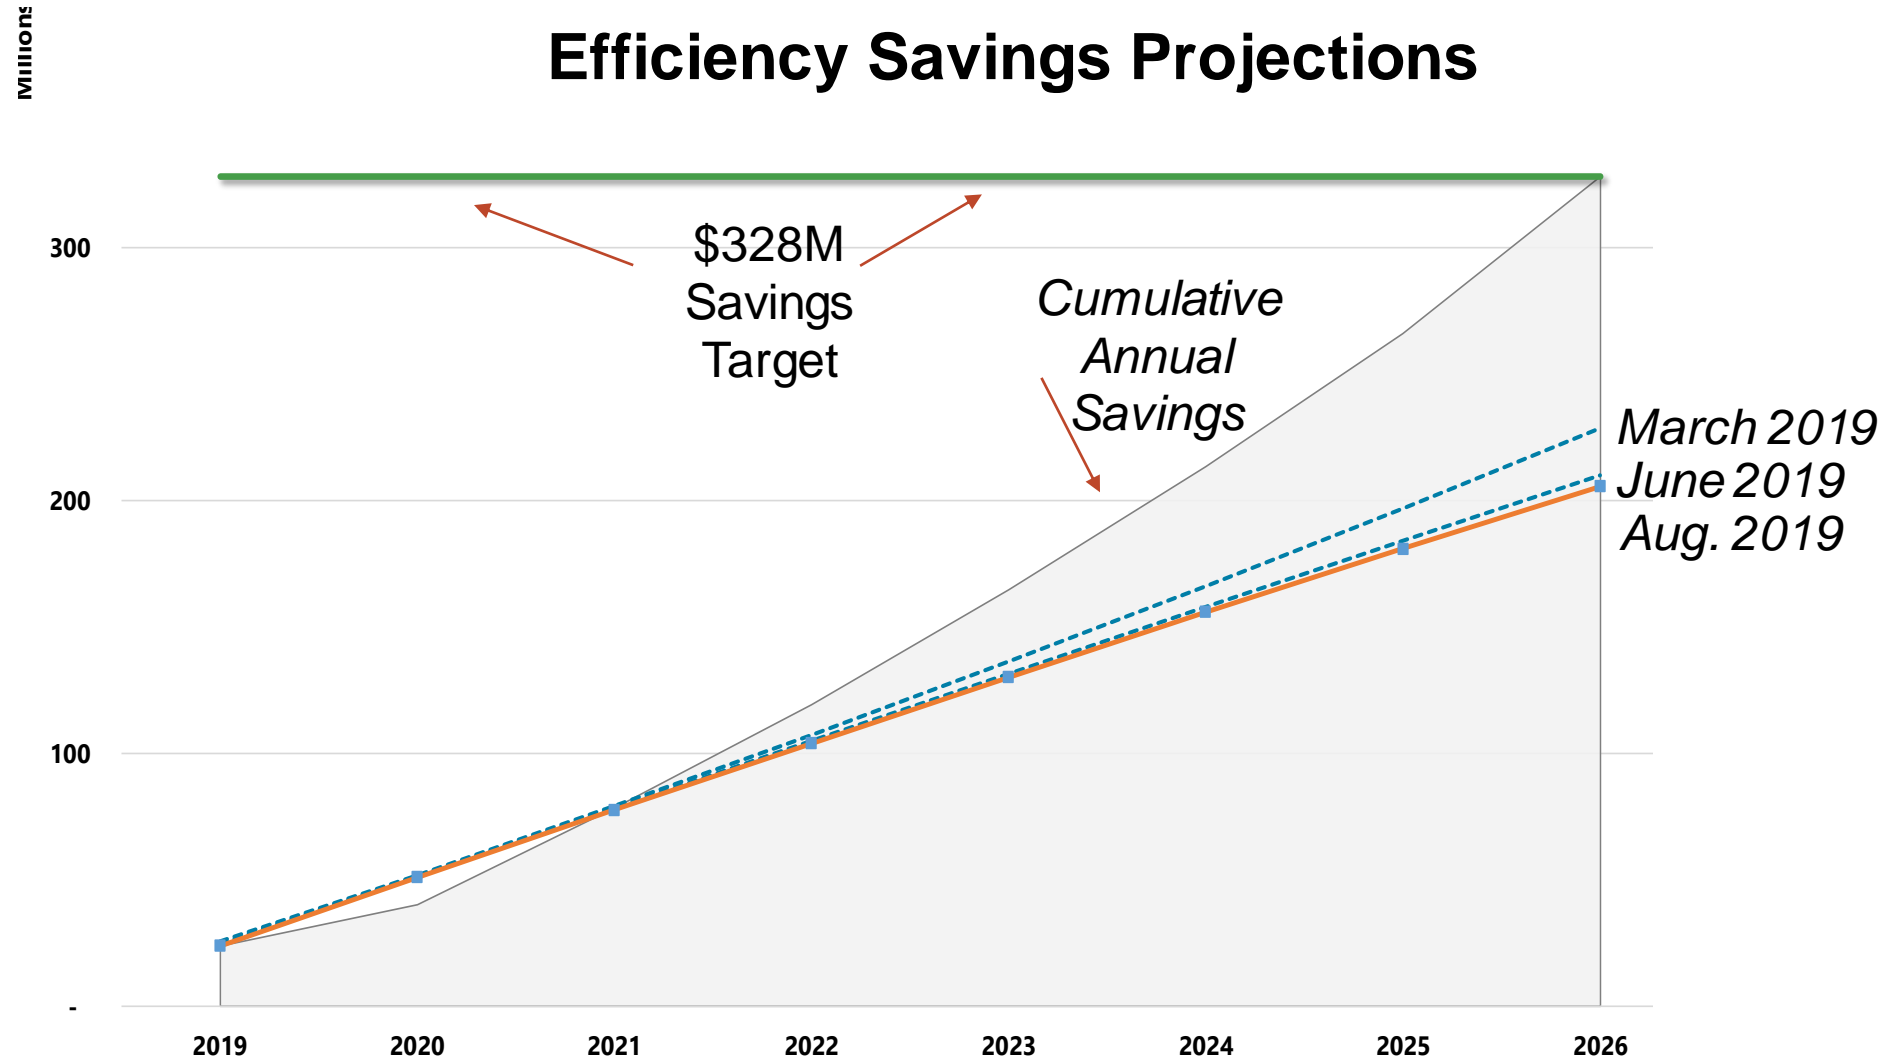 Millions
Efficiency Savings Projections
300
200
100
-
$328M
Savings
Target
Cumulative
Annual
Savings
March 2019
June 2019
Aug. 2019
2019 2020 2021 2022 2023 2024 2025 2026